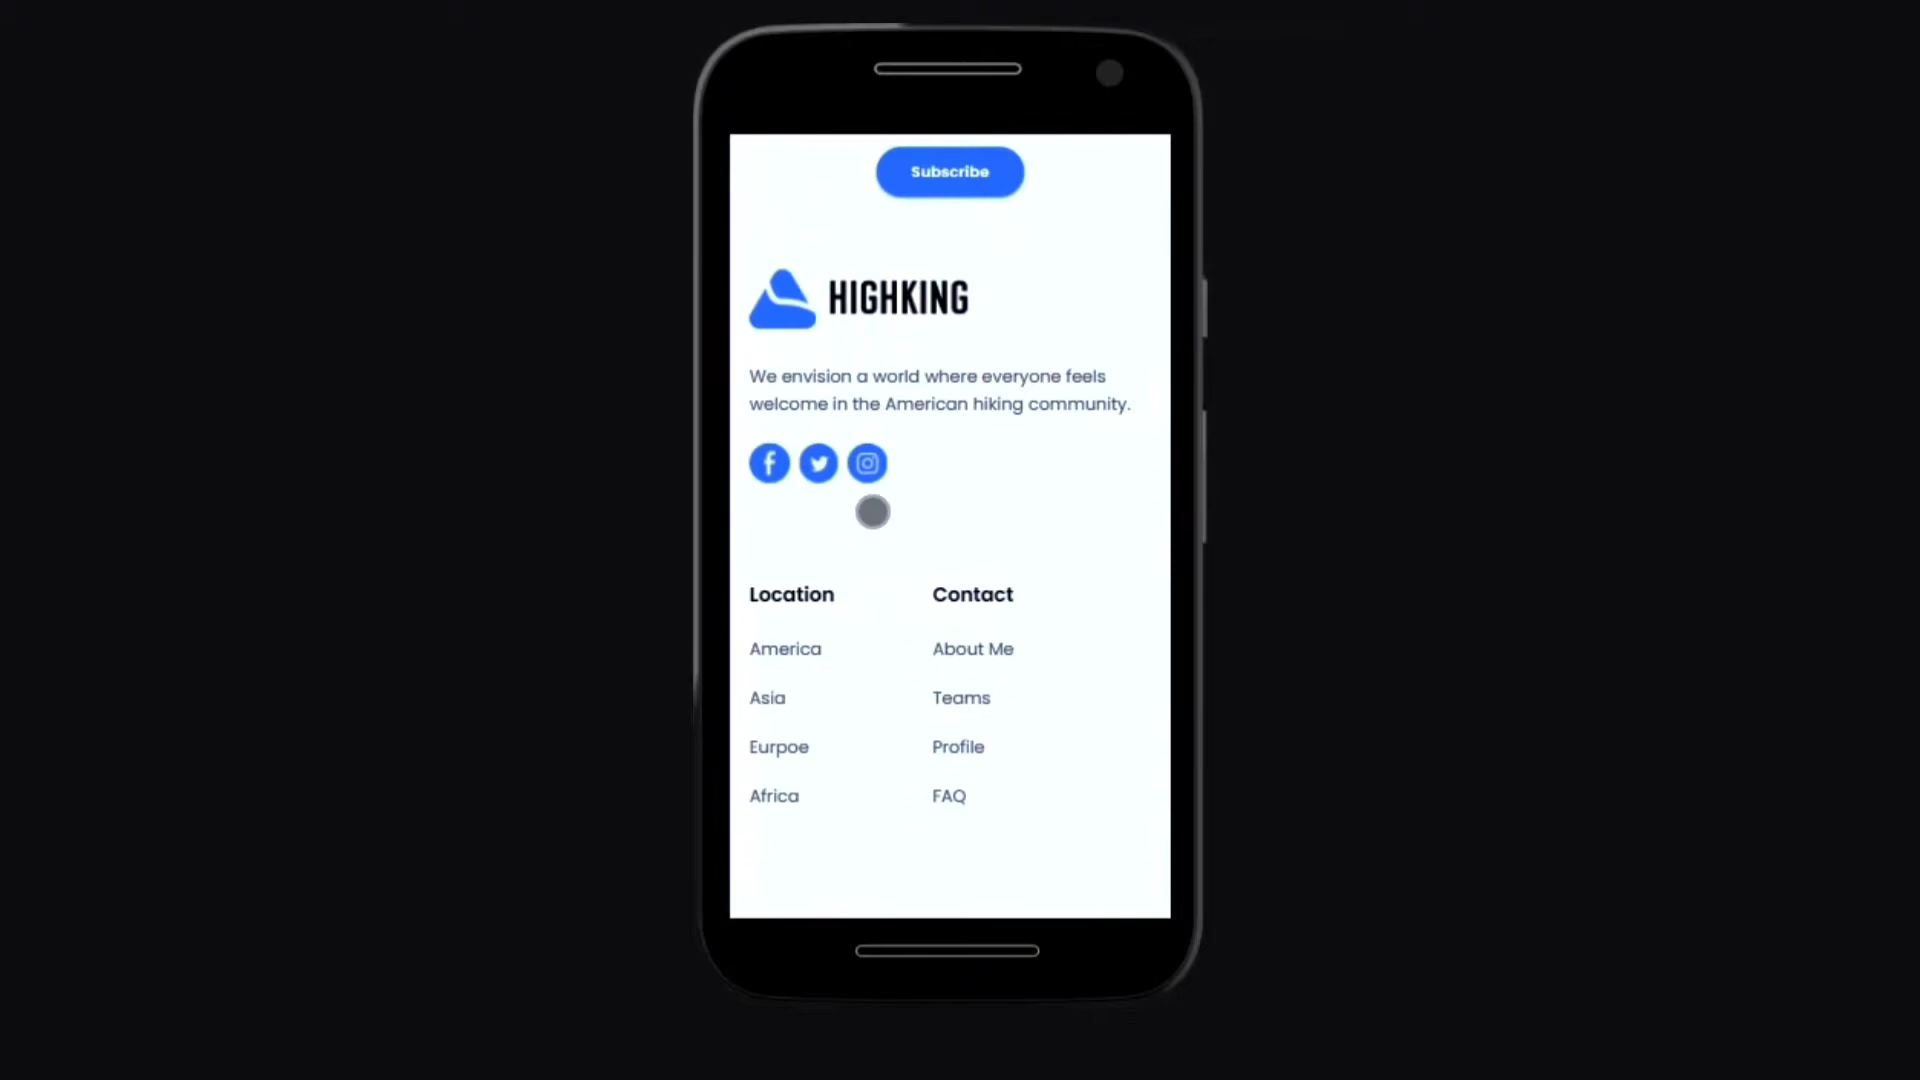 Subscribe
HIGHKING
We envision a world where everyone feels
welcome in the American hiking community.
Location
Contact
America
About Me
Asia
Teams
Eurpoe
Profile
Africa
FAQ